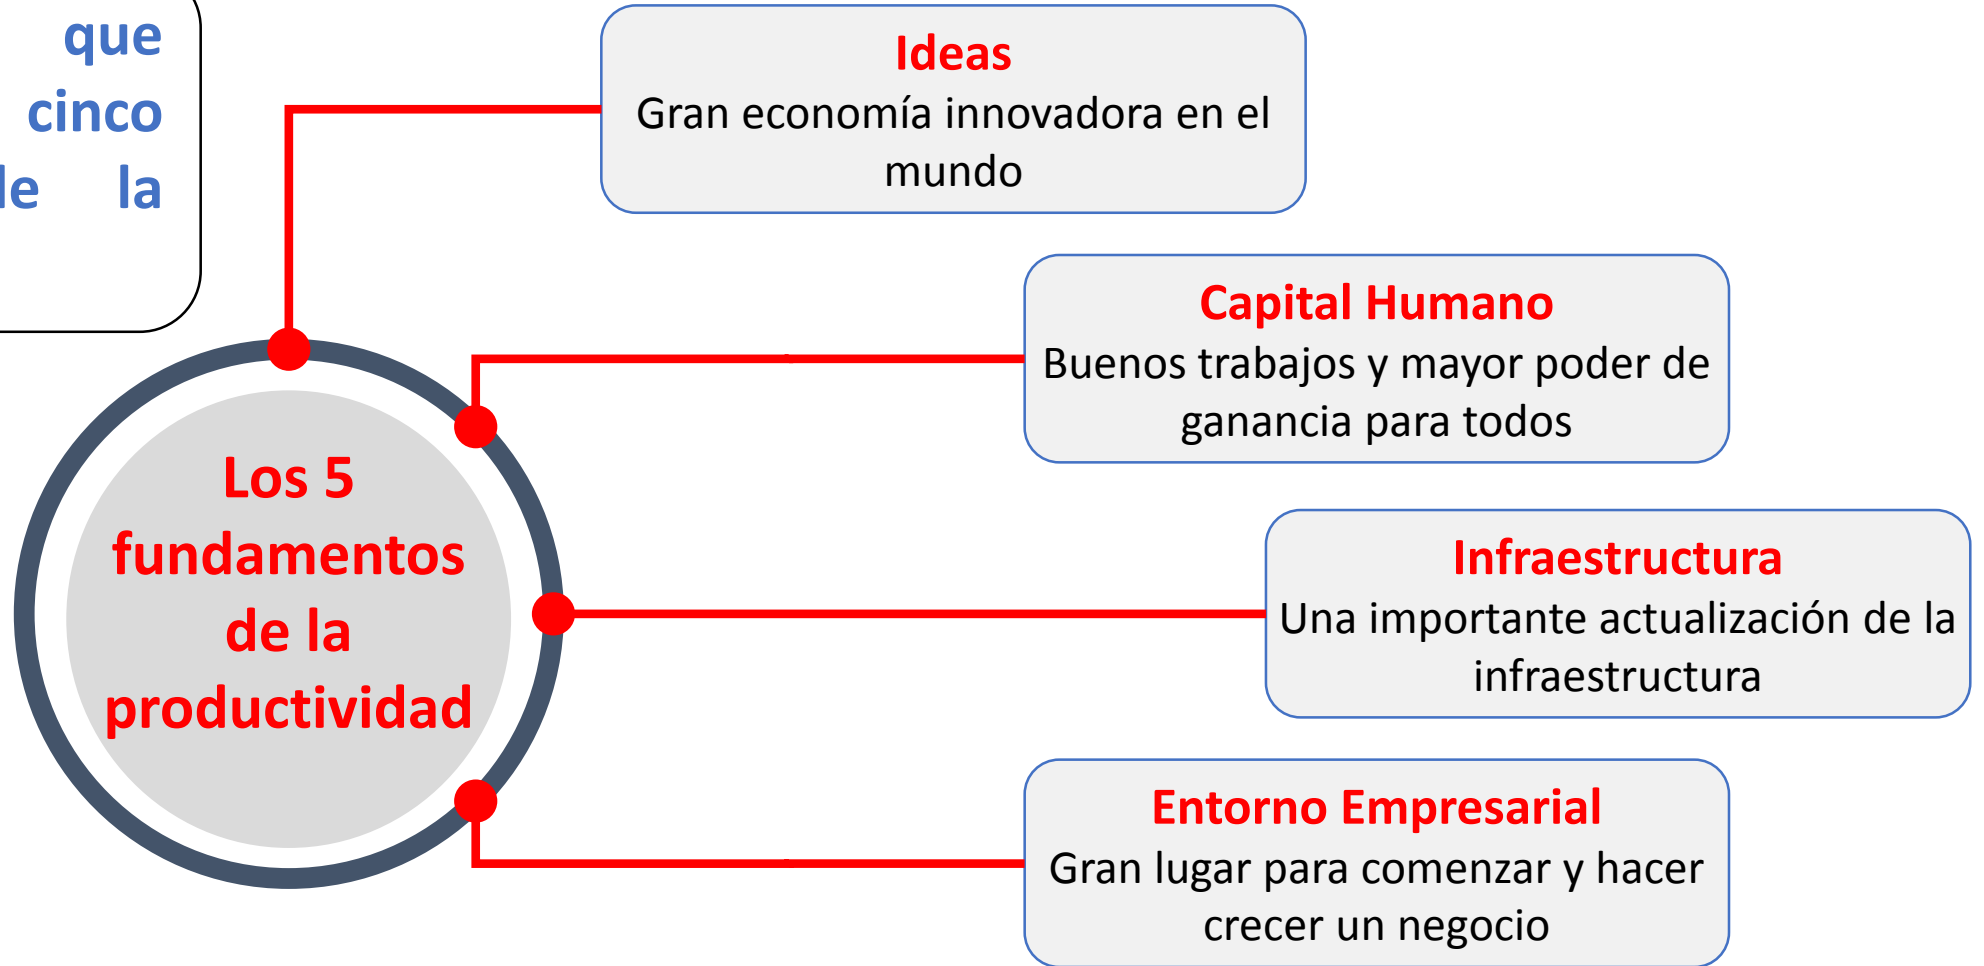 que
cinco
de la
Ideas
Gran economía innovadora en el
mundo
Capital Humano
Buenos trabajos y mayor poder de
ganancia para todos
Los 5
fundamentos
de la
productividad
Infraestructura
Una importante actualización de la
infraestructura
Entorno Empresarial
Gran lugar para comenzar y hacer
crecer un negocio